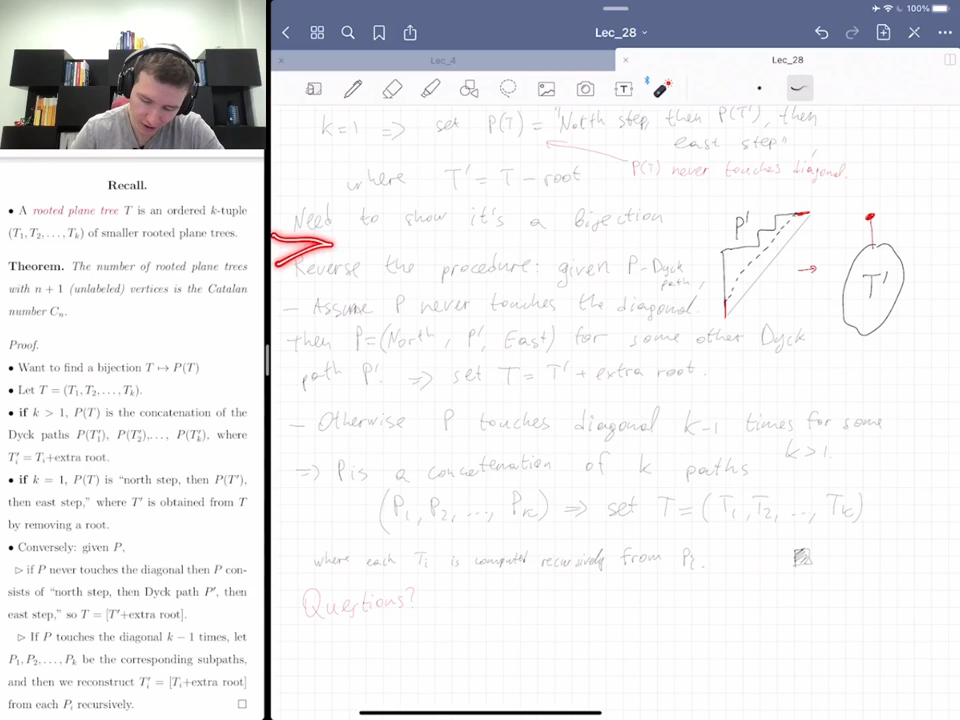 Recall.
• A rooted plane tree T is an ordered k-tuple
(T₁, T₂, . . . , Tₖ) of smaller rooted plane trees.
Theorem. The number of rooted plane trees
with n + 1 (unlabeled) vertices is the Catalan
number Cₙ.
Proof.
• Want to find a bijection T ↦ P(T)
• Let T = (T₁, T₂, . . . , Tₖ).
• if k > 1, P(T) is the concatenation of the
Dyck paths P(T′₁), P(T′₂),. . . , P(T′ₖ), where
T′ᵢ = Tᵢ+extra root.
• if k = 1, P(T) is “north step, then P(T′),
then east step,” where T′ is obtained from T
by removing a root.
• Conversely: given P,
▷ if P never touches the diagonal then P con-
sists of “north step, then Dyck path P′, then
east step,” so T = [T′+extra root].
▷ If P touches the diagonal k − 1 times, let
P₁, P₂, . . . , Pₖ be the corresponding subpaths,
and then we reconstruct T′ᵢ = [Tᵢ+extra root]
from each Pᵢ recursively. □
100%
Lec_28
Lec_4
Lec_28
k=1 => set P(T) = "North step, then P(T'), then
east step"
P(T) never touches diagonal.
where T' = T - root
Need to show it's a bijection
Reverse the procedure: given P-Dyck
path,
- Assume P never touches the diagonal.
then P=(North, P', East) for some other Dyck
path P'. => set T = T' + extra root.
P'
T'
- Otherwise P touches diagonal k-1 times for some
k>1.
=> P is a concatenation of k paths
(P₁, P₂, ..., Pₖ) => set T = (T₁, T₂, .., Tₖ)
where each Tᵢ is computed recursively from Pᵢ.
Questions?